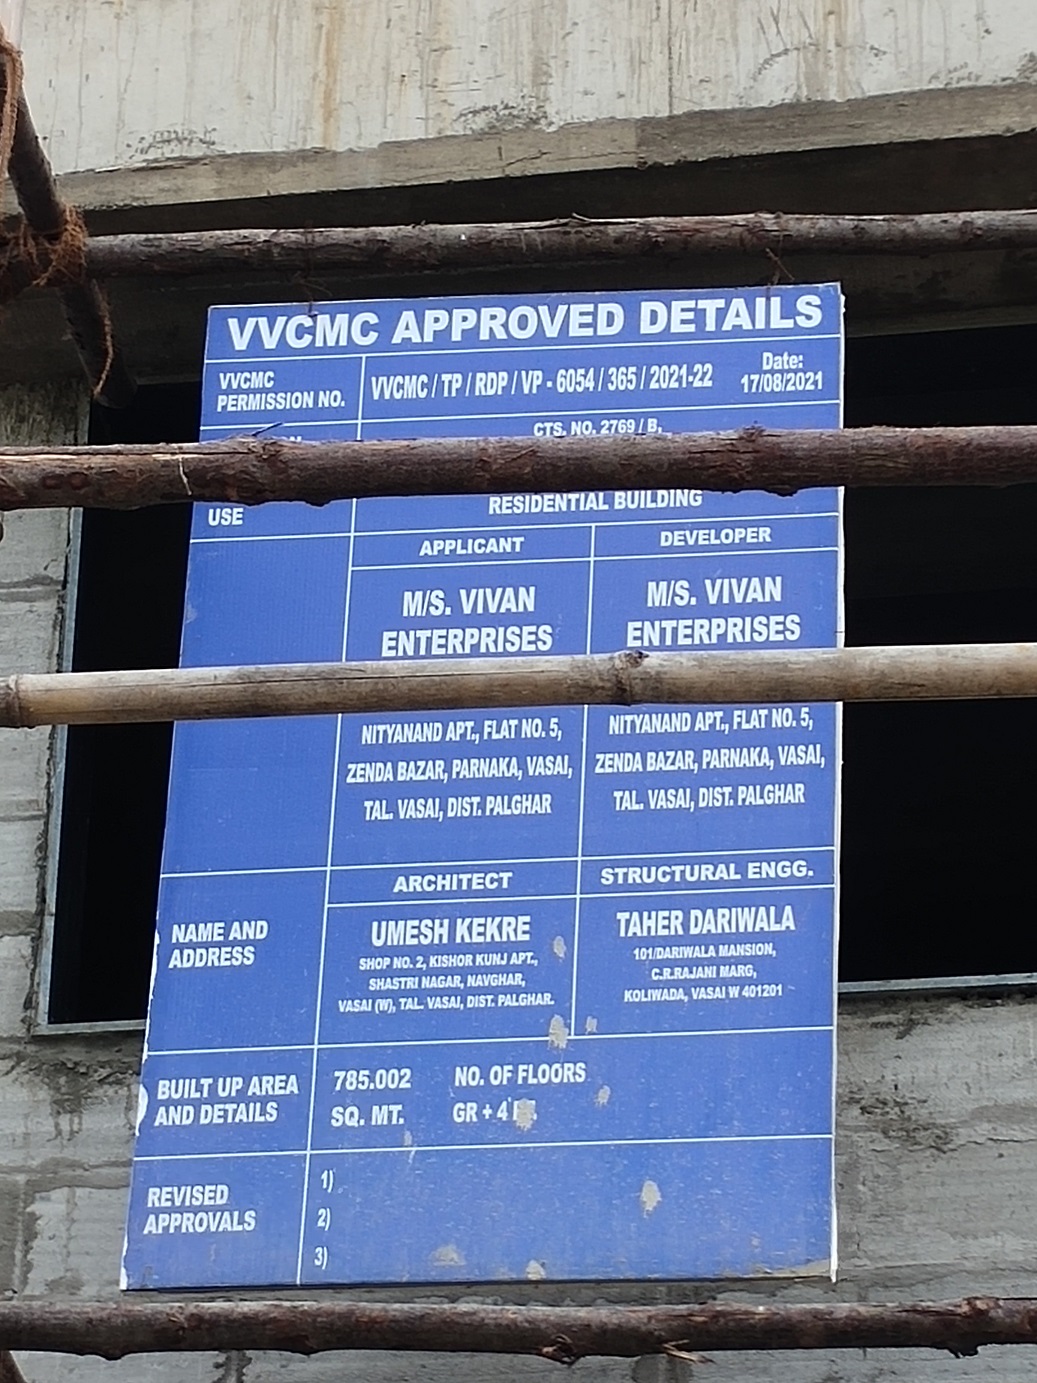 VVCMC APPROVED DETAILS
VVCMC
PERMISSION NO.
VVCMC / TP / RDP / VP - 6054 / 365 / 2021-22
Date:
17/08/2021
CTS. NO. 2769 / B,
USE
RESIDENTIAL BUILDING
APPLICANT
M/S. VIVAN
ENTERPRISES
NITYANAND APT., FLAT NO. 5,
ZENDA BAZAR, PARNAKA, VASAI,
TAL. VASAI, DIST. PALGHAR
DEVELOPER
M/S. VIVAN
ENTERPRISES
NITYANAND APT., FLAT NO. 5,
ZENDA BAZAR, PARNAKA, VASAI,
TAL. VASAI, DIST. PALGHAR
NAME AND
ADDRESS
ARCHITECT
UMESH KEKRE
SHOP NO. 2, KISHOR KUNJ APT.,
SHASTRI NAGAR, NAVGHAR,
VASAI (W), TAL. VASAI, DIST. PALGHAR.
STRUCTURAL ENGG.
TAHER DARIWALA
101/DARIWALA MANSION,
C.R.RAJANI MARG,
KOLIWADA, VASAI W 401201
BUILT UP AREA
AND DETAILS
785.002
SQ. MT.
NO. OF FLOORS
GR + 4
REVISED
APPROVALS
1)
2)
3)